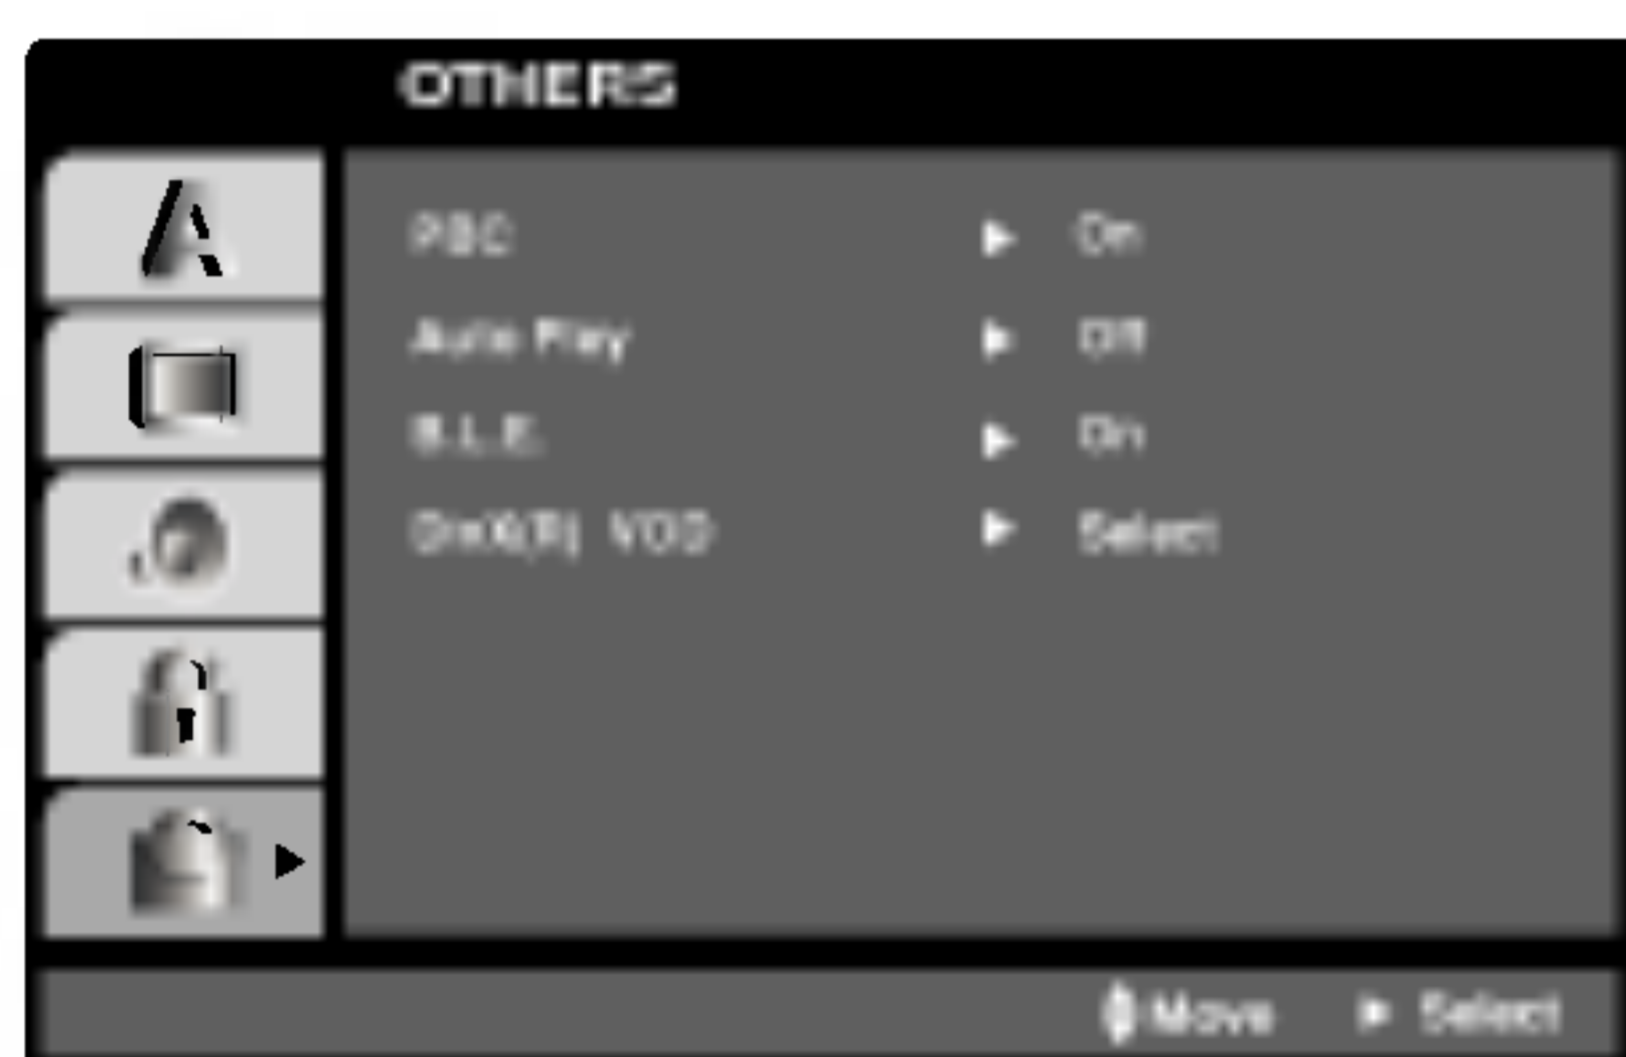 OTHERS
PBC ► On
Auto Play ► Off
B.L.E. ► On
DivX(R) VOD ► Select
Move ► Select